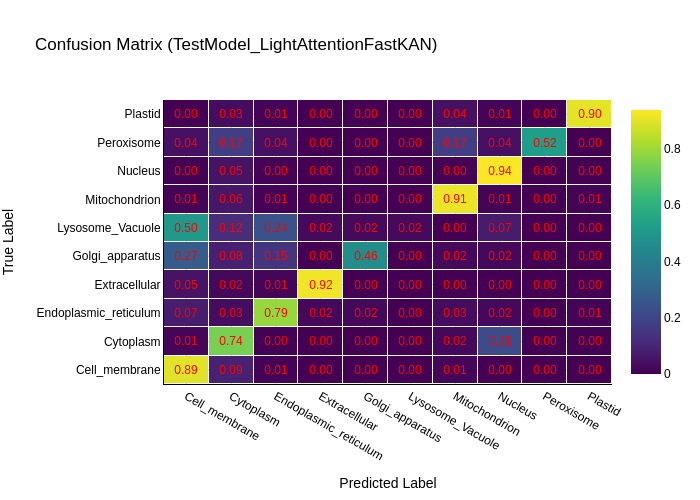 Confusion Matrix (TestModel_LightAttentionFastKAN)
Plastid 0.00 0.03 0.01 0.00 0.00 0.00 0.04 0.01 0.00 0.90
Peroxisome 0.04 0.17 0.04 0.00 0.00 0.00 0.17 0.04 0.52 0.00
0.8
Nucleus 0.00 0.05 0.00 0.00 0.00 0.00 0.00 0.94 0.00 0.00
Mitochondrion 0.01 0.06 0.01 0.00 0.00 0.00 0.91 0.01 0.00 0.01
0.6
Lysosome_Vacuole 0.50 0.12 0.02 0.02 0.02 0.00 0.07 0.00 0.00
Golgi_apparatus 0.27 0.08 0.15 0.00 0.46 0.00 0.02 0.02 0.00 0.00
0.4
Extracellular 0.05 0.02 0.01 0.92 0.00 0.00 0.00 0.00 0.00 0.00
Endoplasmic_reticulum 0.07 0.03 0.79 0.02 0.02 0.00 0.03 0.02 0.00 0.01
0.2
Cytoplasm 0.01 0.74 0.00 0.00 0.00 0.00 0.02 0.21 0.00 0.00
Cell_membrane 0.89 0.09 0.01 0.00 0.00 0.00 0.01 0.00 0.00 0.00
0
True Label
Cell_membrane
Cytoplasm
Endoplasmic_reticulum
Extracellular
Golgi_apparatus
Lysosome_Vacuole
Mitochondrion
Nucleus
Peroxisome
Plastid
Predicted Label